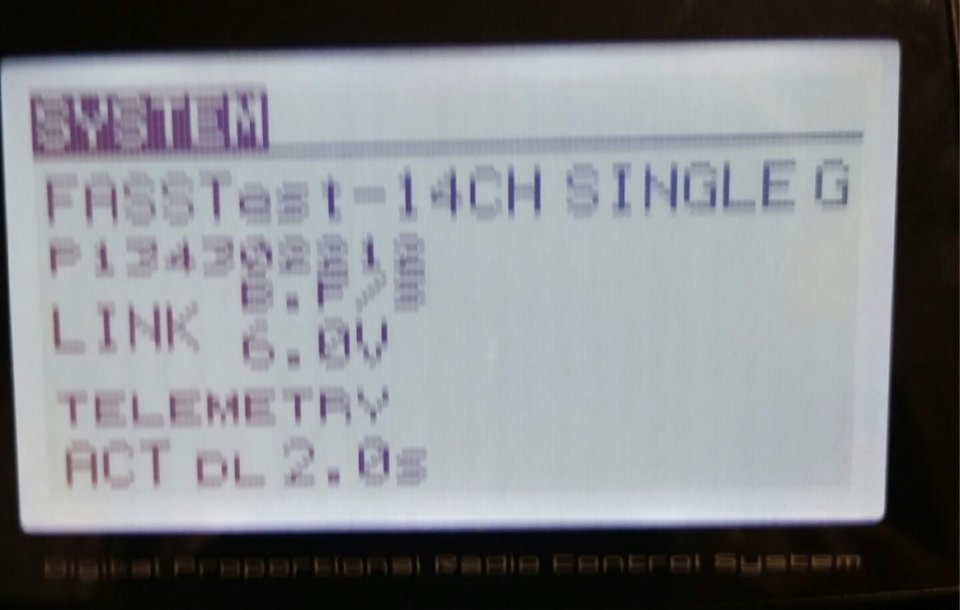 SYSTEM
FASSTest-14CH SINGLE G
LINK
6.0V
TELEMETRY
ACT DL 2.0s
Digital Proportional Radio Control System